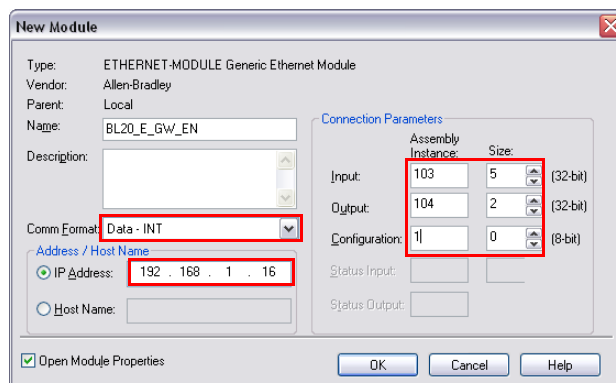 New Module
Type: ETHERNET-MODULE Generic Ethernet Module
Vendor: Allen-Bradley
Parent: Local
Name: BL20_E_GW_EN
Description:
Comm Format: Data - INT
Address / Host Name
IP Address: 192 . 168 . 1 . 16
Host Name:
Connection Parameters
Assembly Instance: Size:
Input: 103 5 (32-bit)
Output: 104 2 (32-bit)
Configuration: 1 0 (8-bit)
Status Input:
Status Output:
Open Module Properties
OK Cancel Help